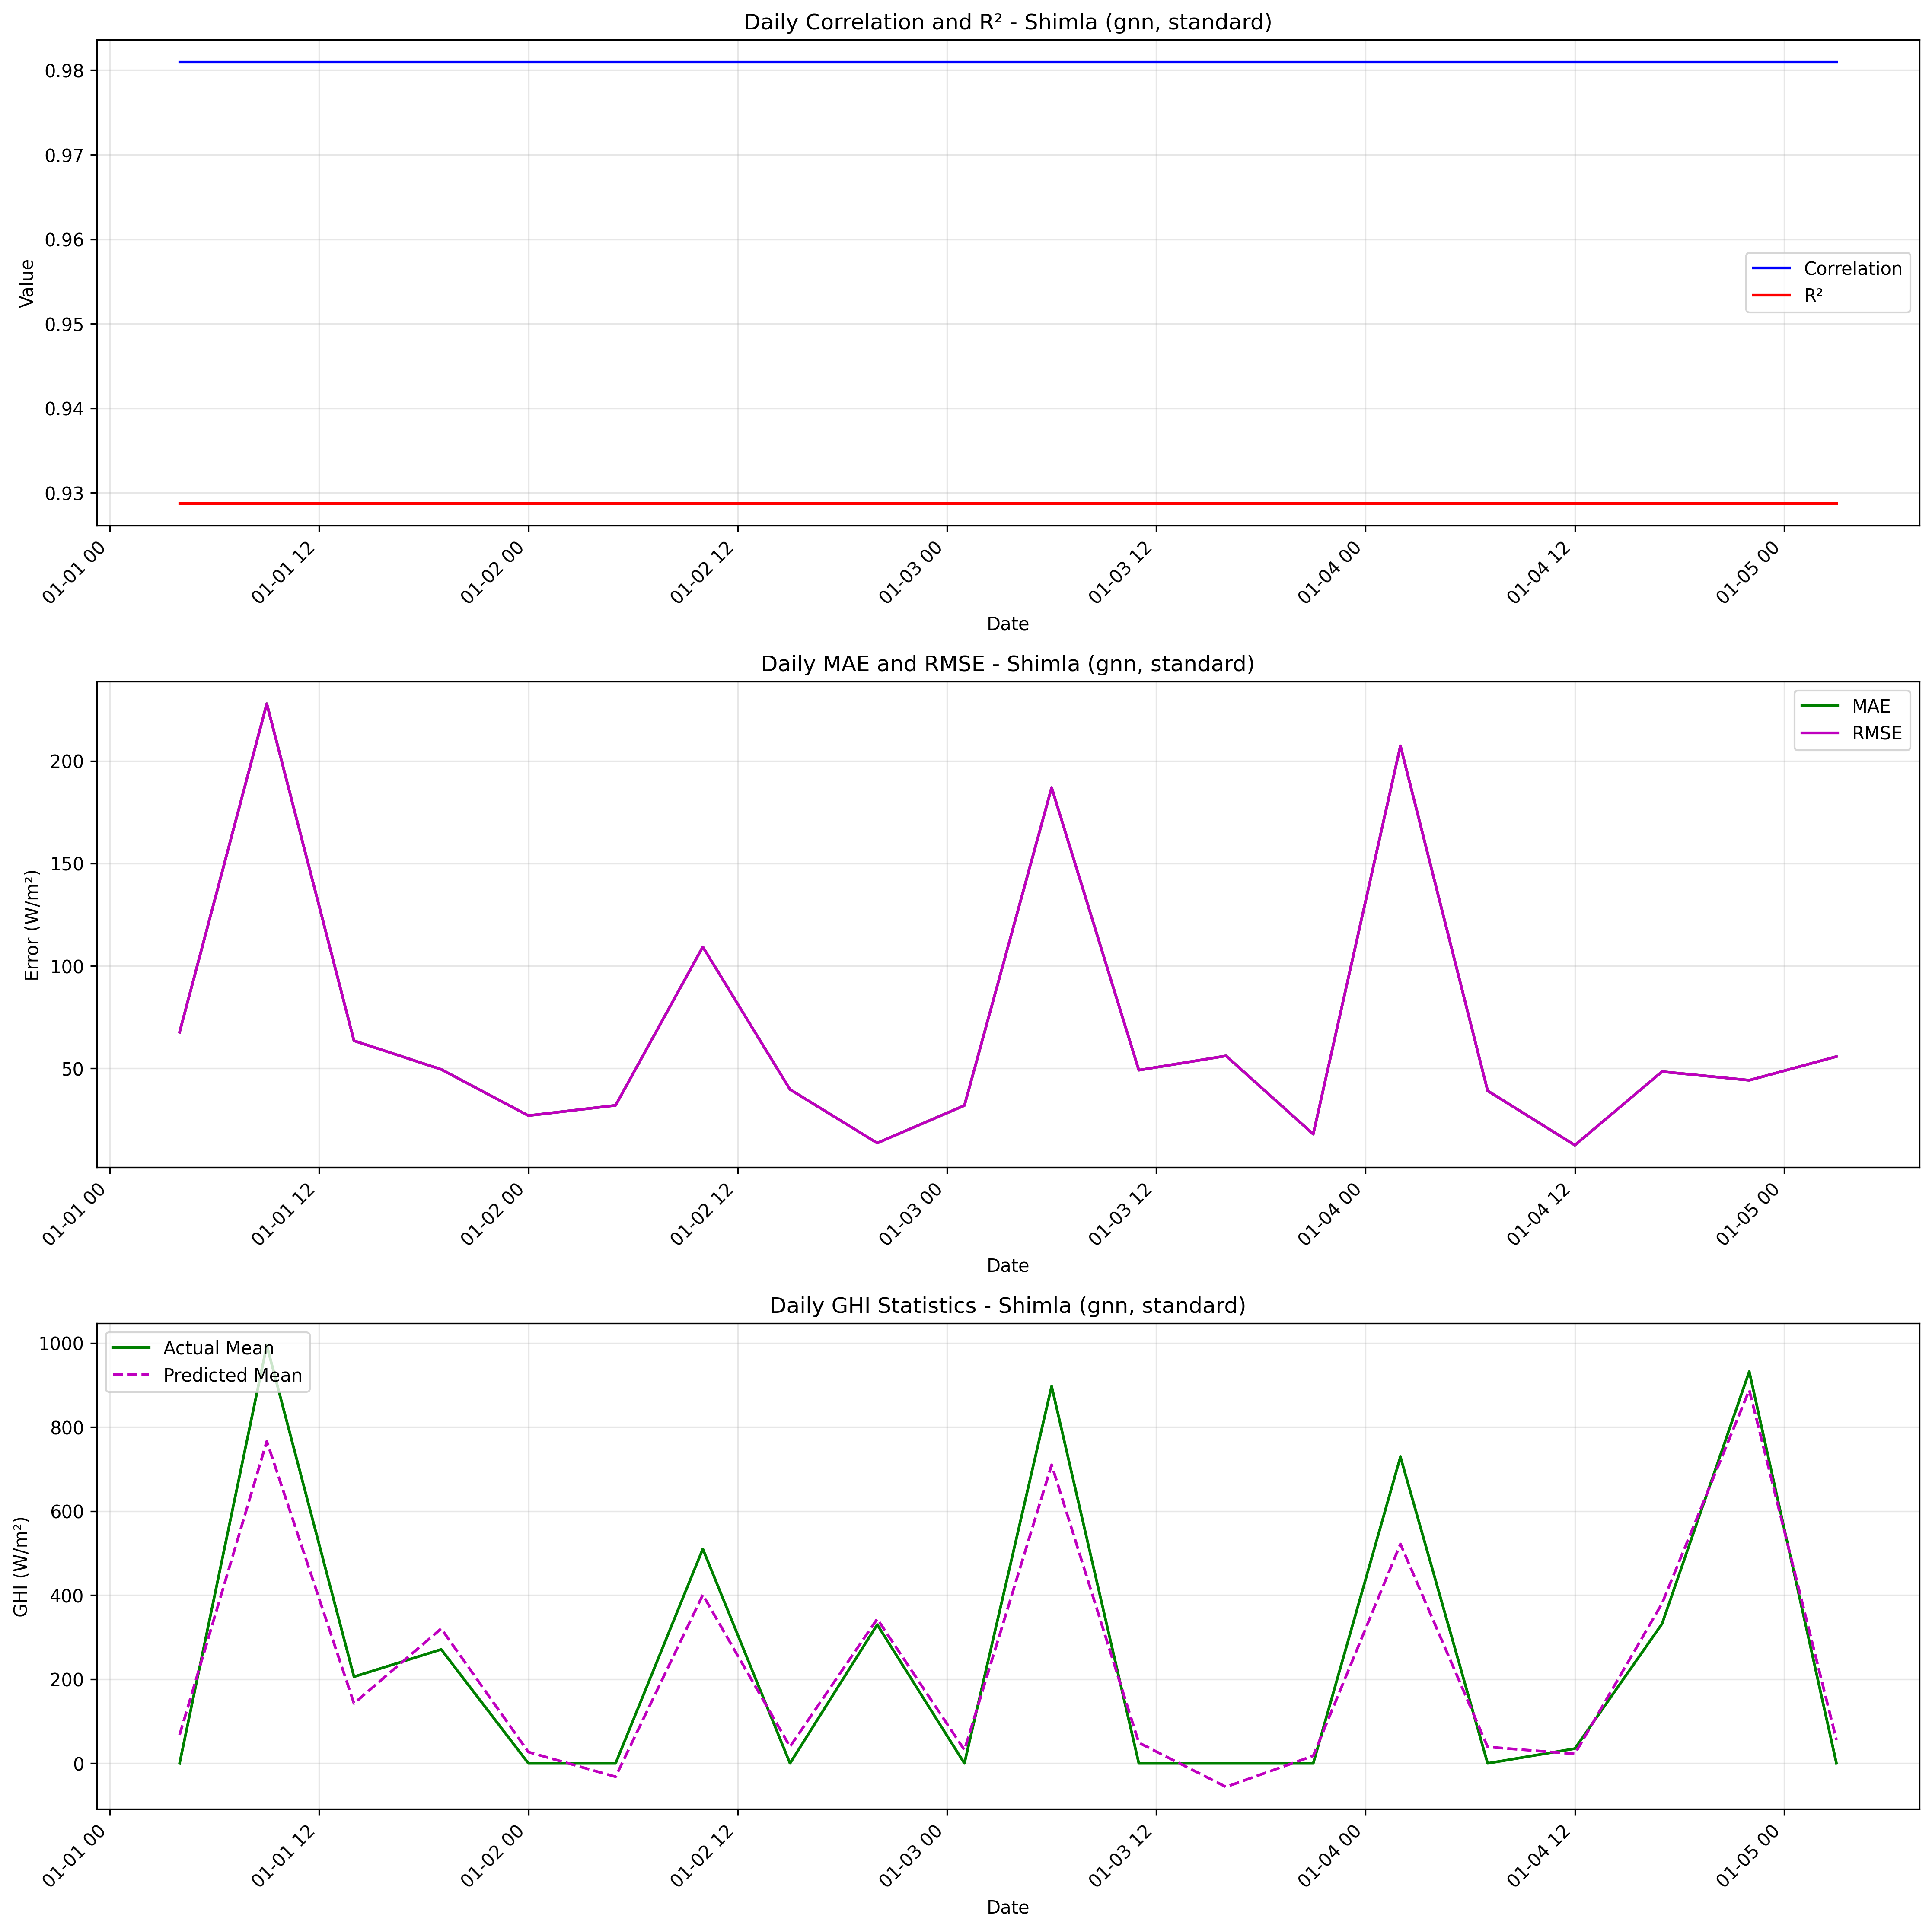 Daily Correlation and R² - Shimla (gnn, standard)
0.98
0.97
0.96
0.95
0.94
0.93
Value
Correlation
R²
01-01 00
01-01 12
01-02 00
01-02 12
01-03 00
01-03 12
01-04 00
01-04 12
01-05 00
Date
Daily MAE and RMSE - Shimla (gnn, standard)
200
150
100
50
Error (W/m²)
MAE
RMSE
01-01 00
01-01 12
01-02 00
01-02 12
01-03 00
01-03 12
01-04 00
01-04 12
01-05 00
Date
Daily GHI Statistics - Shimla (gnn, standard)
1000
800
600
400
200
0
GHI (W/m²)
Actual Mean
Predicted Mean
01-01 00
01-01 12
01-02 00
01-02 12
01-03 00
01-03 12
01-04 00
01-04 12
01-05 00
Date